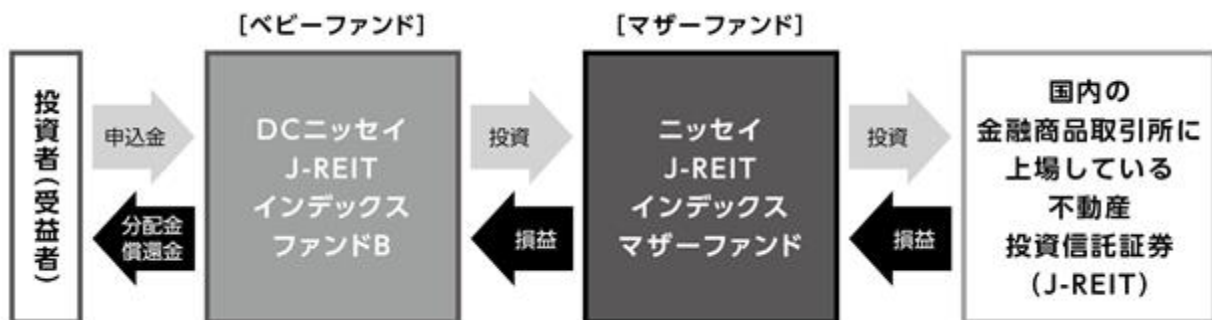 [ベビーファンド]
[マザーファンド]
投資者(受益者)
申込金
分配金
償還金
DCニッセイ
J-REIT
インデックス
ファンドB
投資
損益
ニッセイ
J-REIT
インデックス
マザーファンド
投資
損益
国内の
金融商品取引所に
上場している
不動産
投資信託証券
(J-REIT)